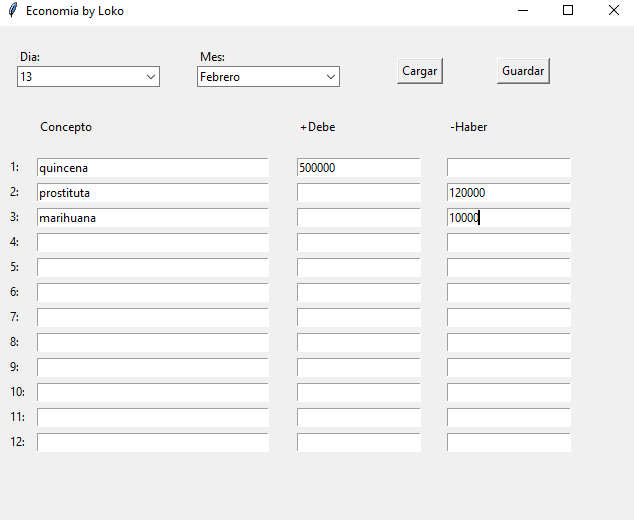 Economia by Loko
Dia: Mes:
13 Febrero Cargar Guardar
Concepto +Debe -Haber
1: quincena 500000
2: prostituta 120000
3: marihuana 10000
4:
5:
6:
7:
8:
9:
10:
11:
12: